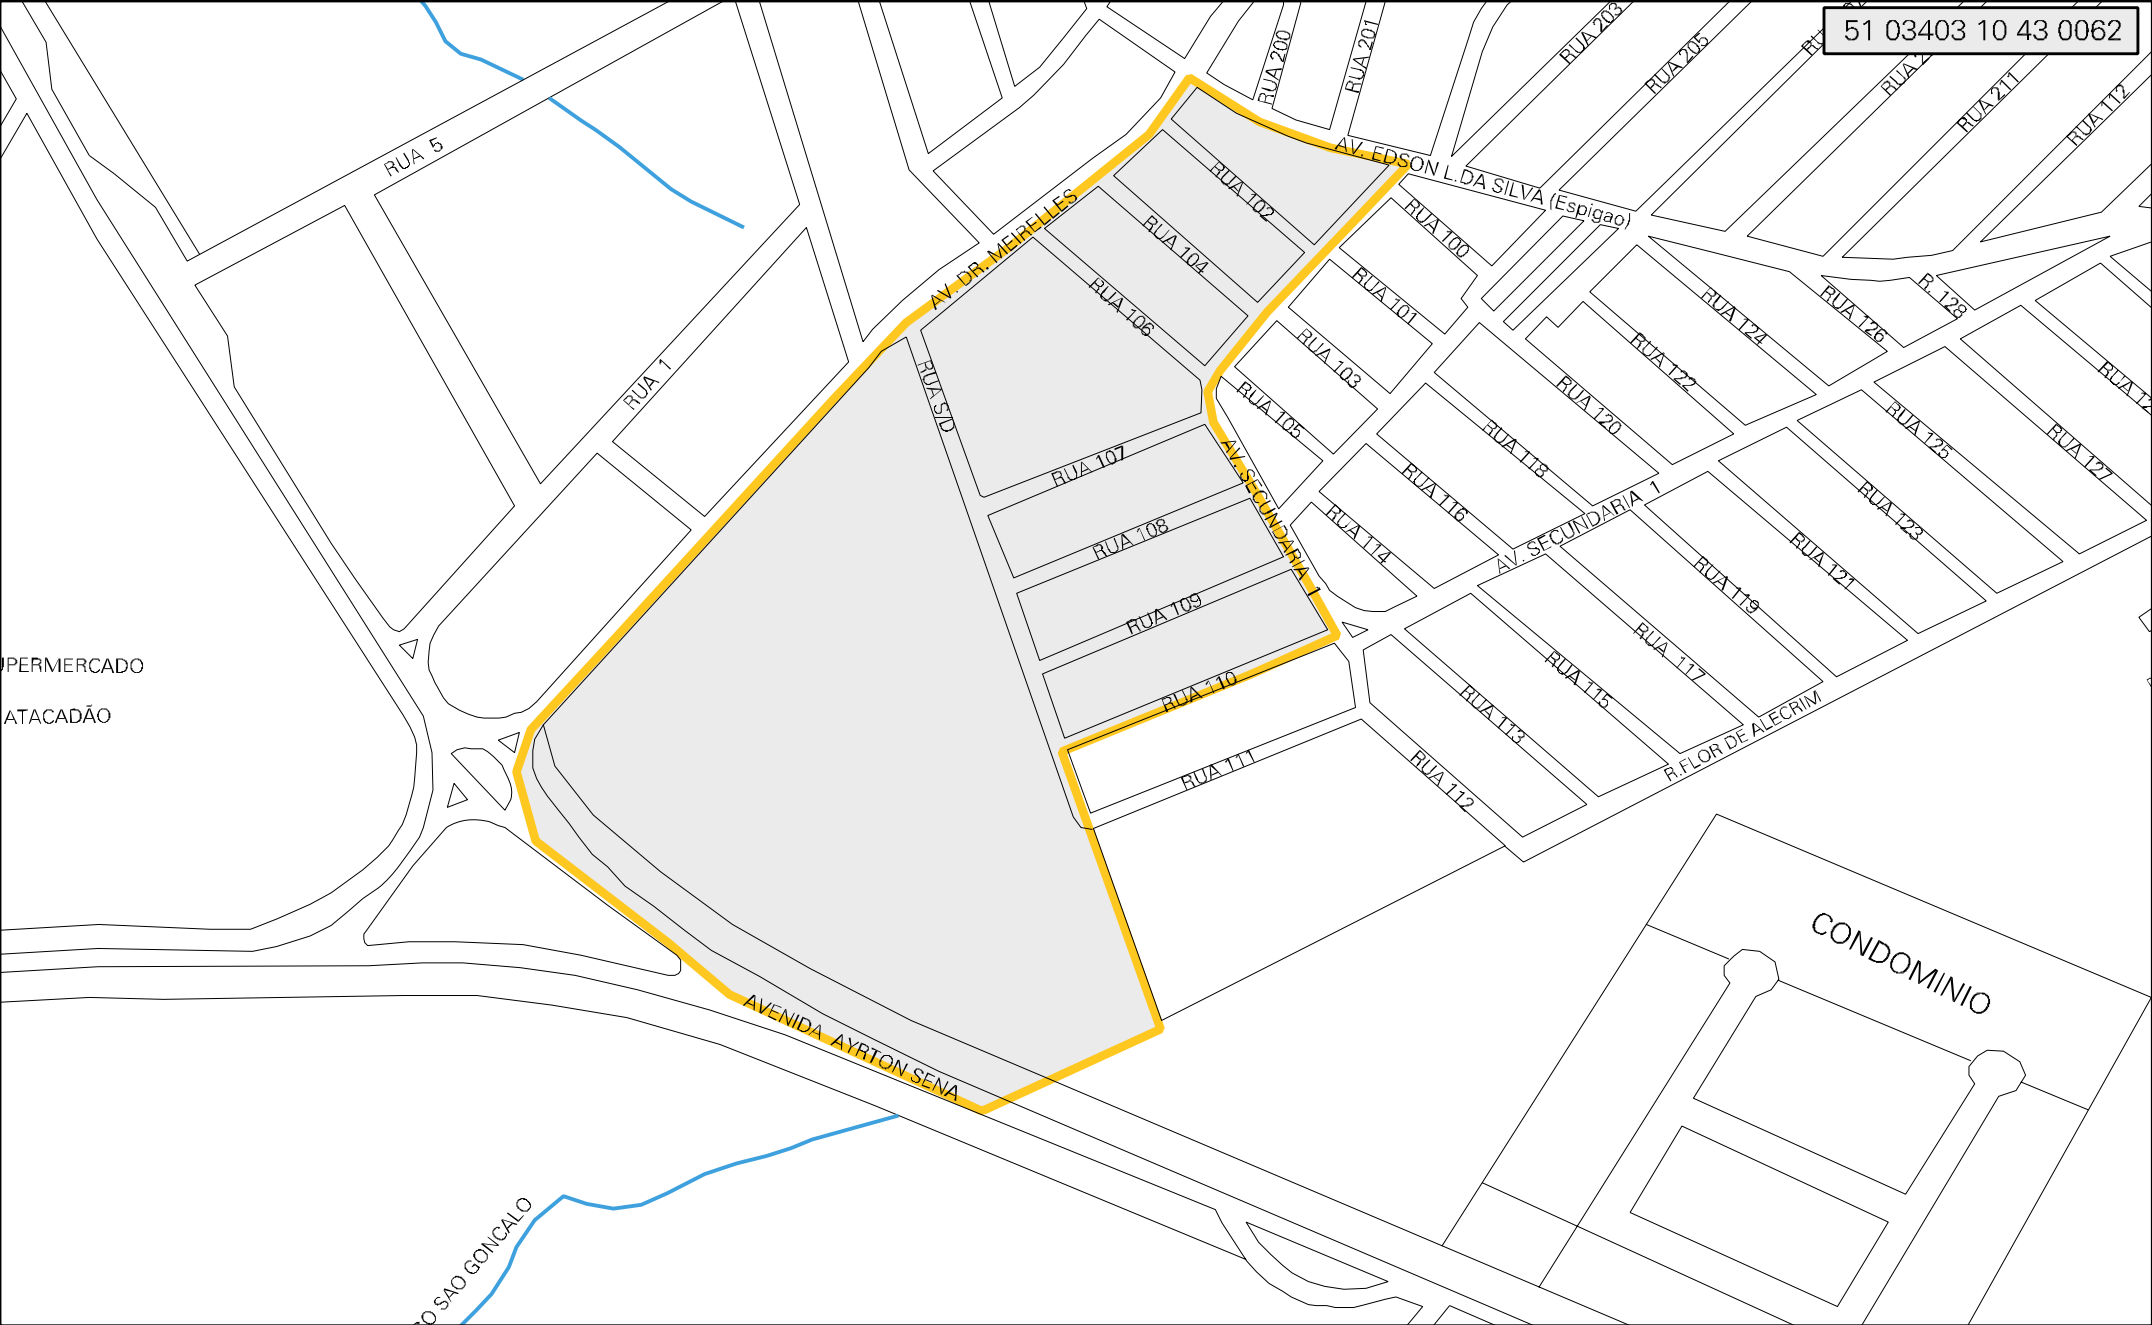 51 03403 10 43 0062
RUA 200
RUA 201
RUA 203
RUA 205
RUA 211
RUA 112
RUA 5
AV. EDSON L.DA SILVA (Espigao)
RUA 102
RUA 100
AV. DR. MEIRELLES
RUA 104
RUA 101
RUA 106
RUA 124
RUA 126
R. 128
RUA 1
RUA S/D
RUA 103
RUA 122
RUA 105
RUA 120
RUA 125
RUA 127
RUA 107
AV. SECUNDARIA 1
RUA 118
RUA 116
AV. SECUNDARIA 1
RUA 123
RUA 108
RUA 114
RUA 121
RUA 119
RUA 109
RUA 117
UPERMERCADO
ATACADÃO
RUA 110
RUA 115
RUA 113
R.FLOR DE ALECRIM
RUA 111
RUA 112
CONDOMINIO
AVENIDA AYRTON SENA
SAO GONCALO